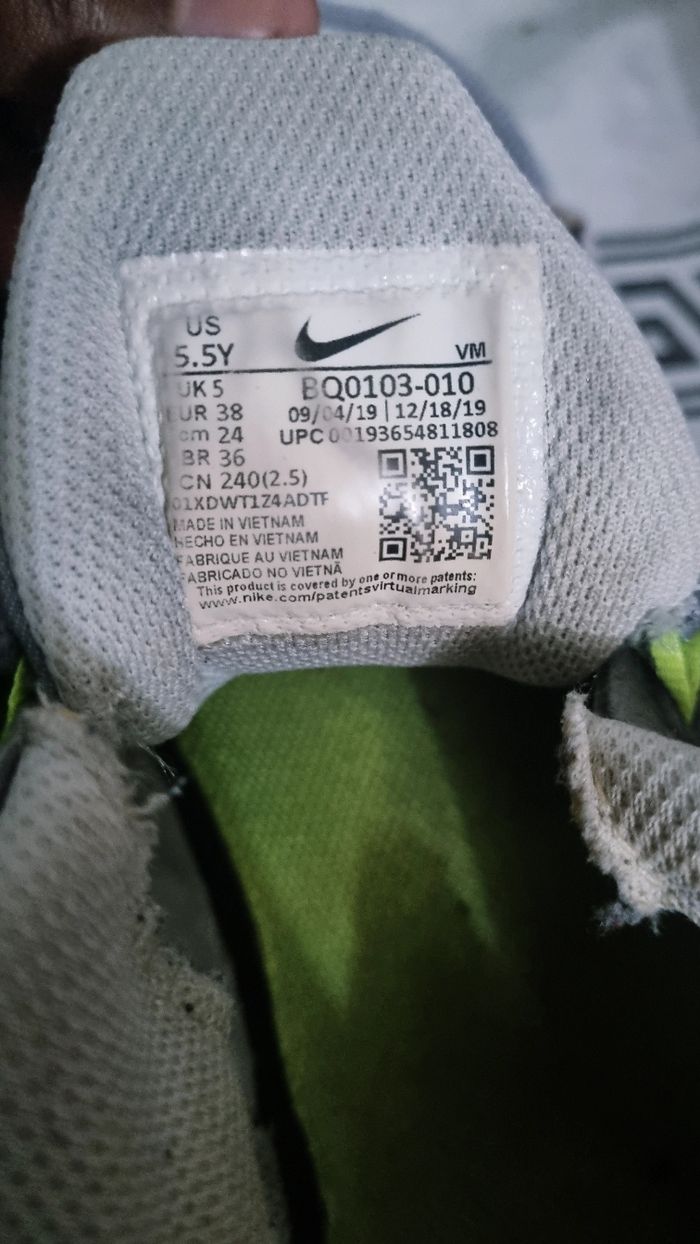 US
5.5Y
VM
UK 5
BQ0103-010
EUR 38
09/04/19 | 12/18/19
cm 24
UPC 00193654811808
BR 36
CN 240(2.5)
01XDWT1Z4ADTF
MADE IN VIETNAM
HECHO EN VIETNAM
FABRIQUE AU VIETNAM
FABRICADO NO VIETNÃ
This product is covered by one or more patents:
www.nike.com/patentsvirtualmarking